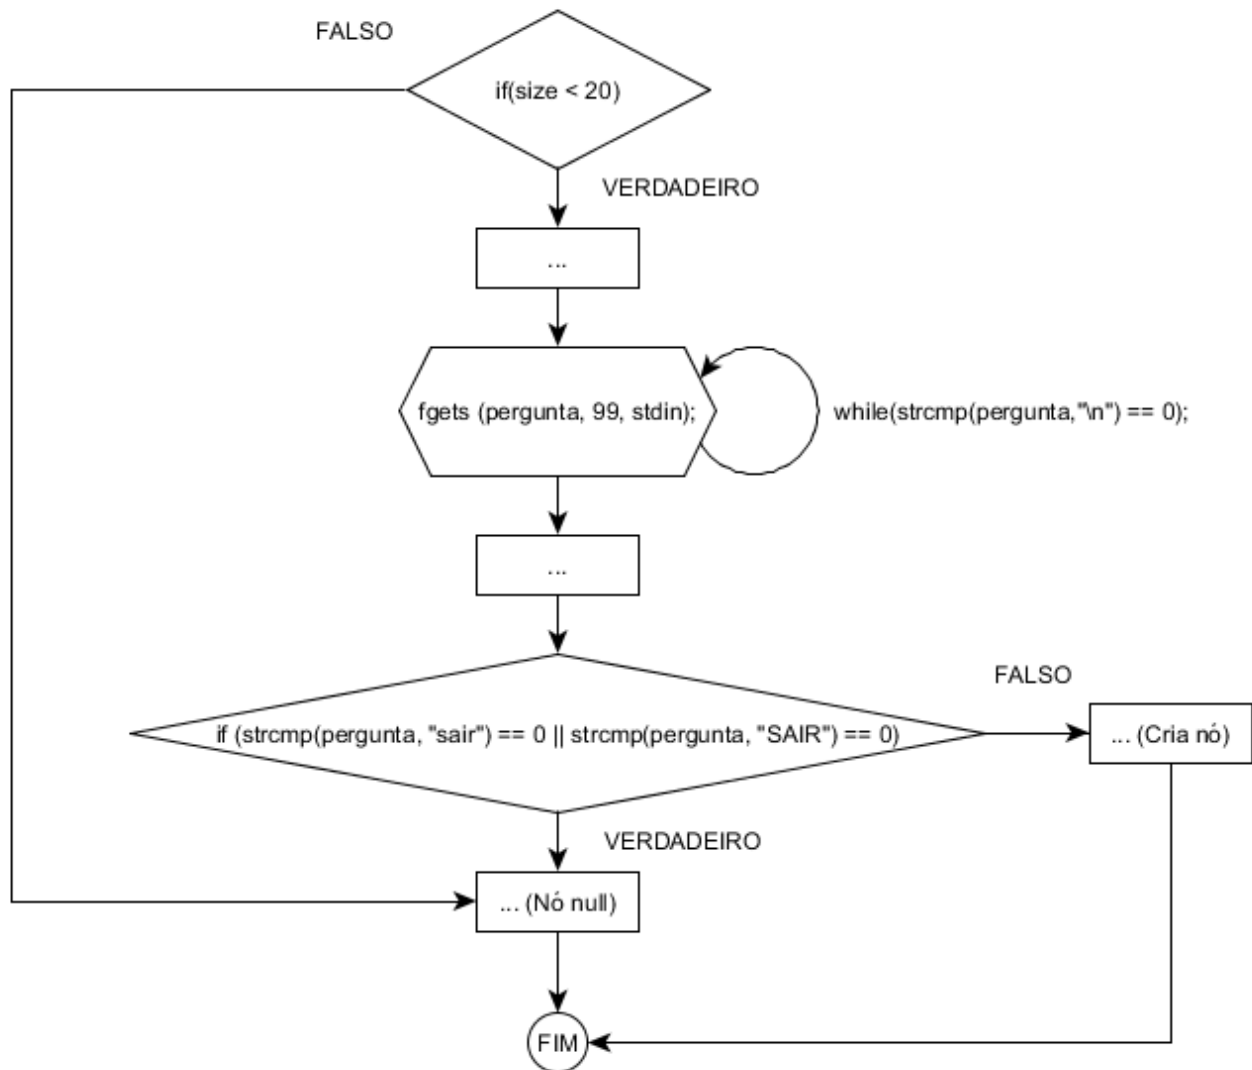 FALSO
if(size < 20)
VERDADEIRO
...
fgets (pergunta, 99, stdin);
while(strcmp(pergunta,"\n") == 0);
...
FALSO
if (strcmp(pergunta, "sair") == 0 || strcmp(pergunta, "SAIR") == 0)
... (Cria nó)
VERDADEIRO
... (Nó null)
FIM